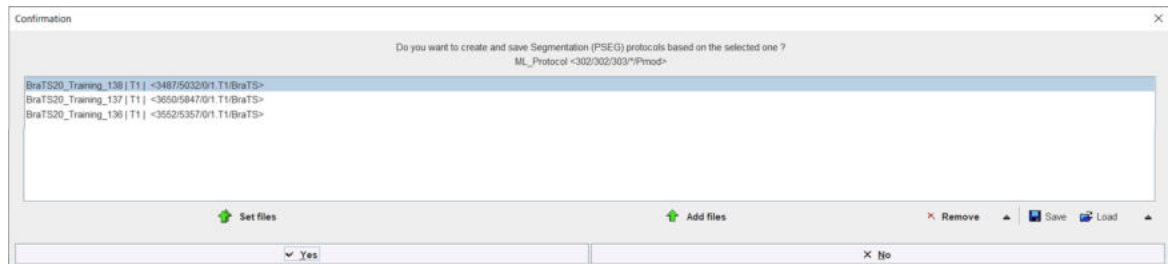 Confirmation
Do you want to create and save Segmentation (PSEG) protocols based on the selected one ?
ML_Protocol <302/302/303/*/Pmod>
BraTS20_Training_138 | T1 | <3487/5032/0/1.T1/BraTS>
BraTS20_Training_137 | T1 | <3650/5847/0/1.T1/BraTS>
BraTS20_Training_136 | T1 | <3552/5357/0/1.T1/BraTS>
Set files Add files Remove Save Load
Yes No